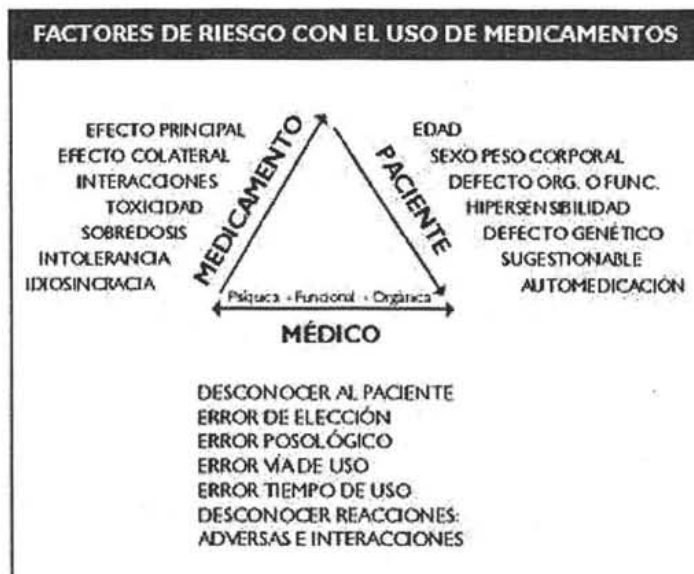 FACTORES DE RIESGO CON EL USO DE MEDICAMENTOS
EFECTO PRINCIPAL
EFECTO COLATERAL
INTERACCIONES
TOXICIDAD
SOBREDOSIS
INTOLERANCIA
IDIOSINCRACIA
MEDICAMENTO
PACIENTE
EDAD
SEXO PESO CORPORAL
DEFECTO ORG. O FUNC.
HIPERSENSIBILIDAD
DEFECTO GENÉTICO
SUGESTIONABLE
AUTOMEDICACIÓN
Psíquica - Funcional - Orgánica
MÉDICO
DESCONOCER AL PACIENTE
ERROR DE ELECCIÓN
ERROR POSOLÓGICO
ERROR VÍA DE USO
ERROR TIEMPO DE USO
DESCONOCER REACCIONES:
ADVERSAS E INTERACCIONES